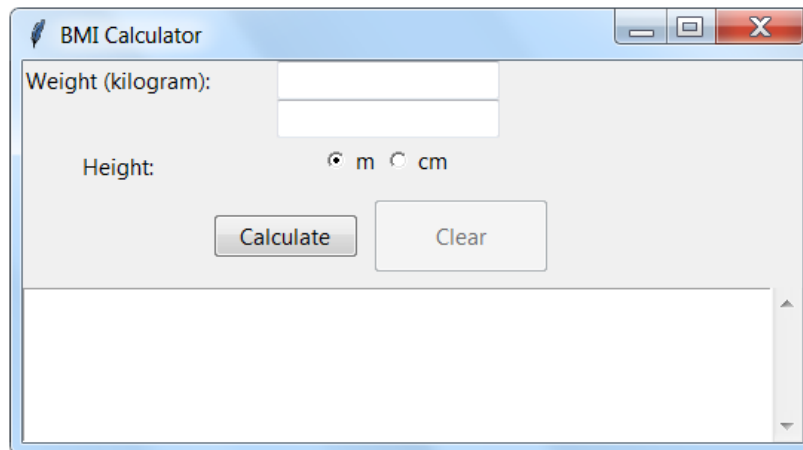 BMI Calculator
Weight (kilogram):
Height:
m
cm
Calculate
Clear